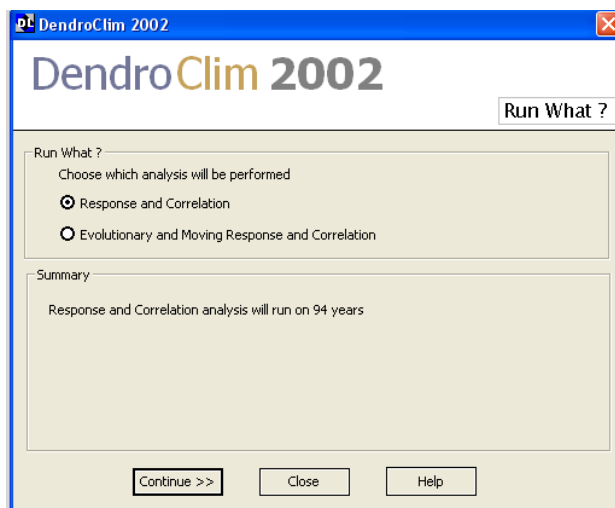 DendroClim 2002
DendroClim 2002
Run What ?
Run What ?
Choose which analysis will be performed
Response and Correlation
Evolutionary and Moving Response and Correlation
Summary
Response and Correlation analysis will run on 94 years
Continue >> Close Help